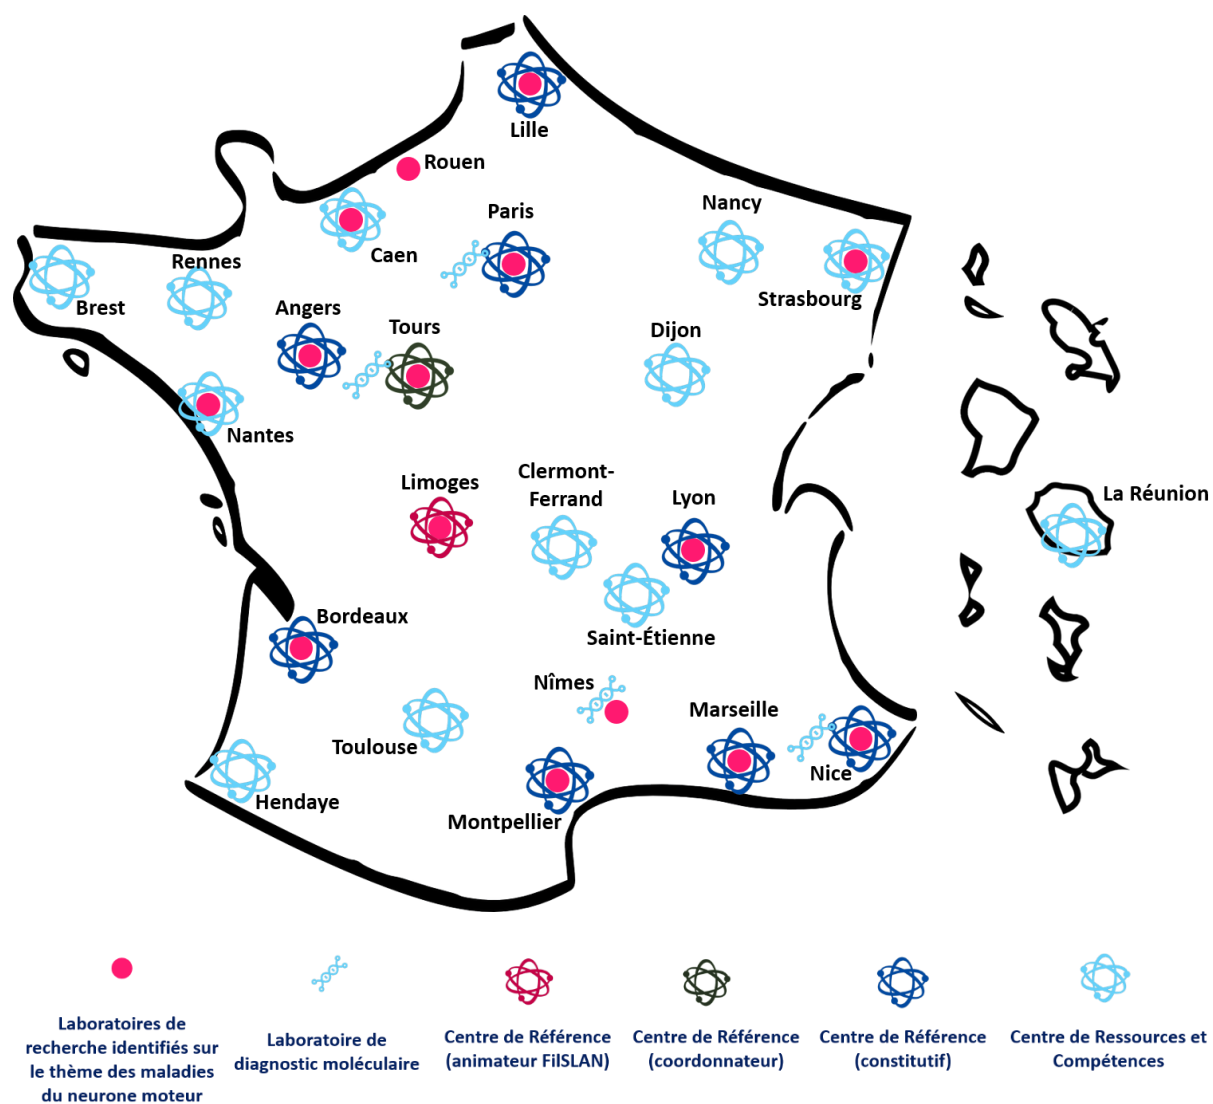 Lille
Rouen
Paris
Nancy
Caen
Rennes
Strasbourg
Brest
Angers
Tours
Dijon
Nantes
Clermont-
Ferrand
Limoges
Lyon
La Réunion
Bordeaux
Saint-Étienne
Nîmes
Marseille
Toulouse
Nice
Hendaye
Montpellier
Laboratoires de
recherche identifiés sur
le thème des maladies
du neurone moteur
Laboratoire de
diagnostic moléculaire
Centre de Référence
(animateur FilSLAN)
Centre de Référence
(coordonnateur)
Centre de Référence
(constitutif)
Centre de Ressources et
Compétences